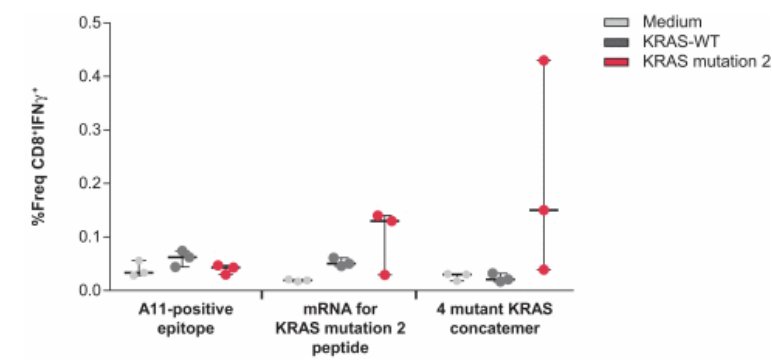 0.5
0.4
0.3
0.2
0.1
0.0
%Freq CD8⁺IFNγ⁺
Medium
KRAS-WT
KRAS mutation 2
A11-positive
epitope
mRNA for
KRAS mutation 2
peptide
4 mutant KRAS
concatemer